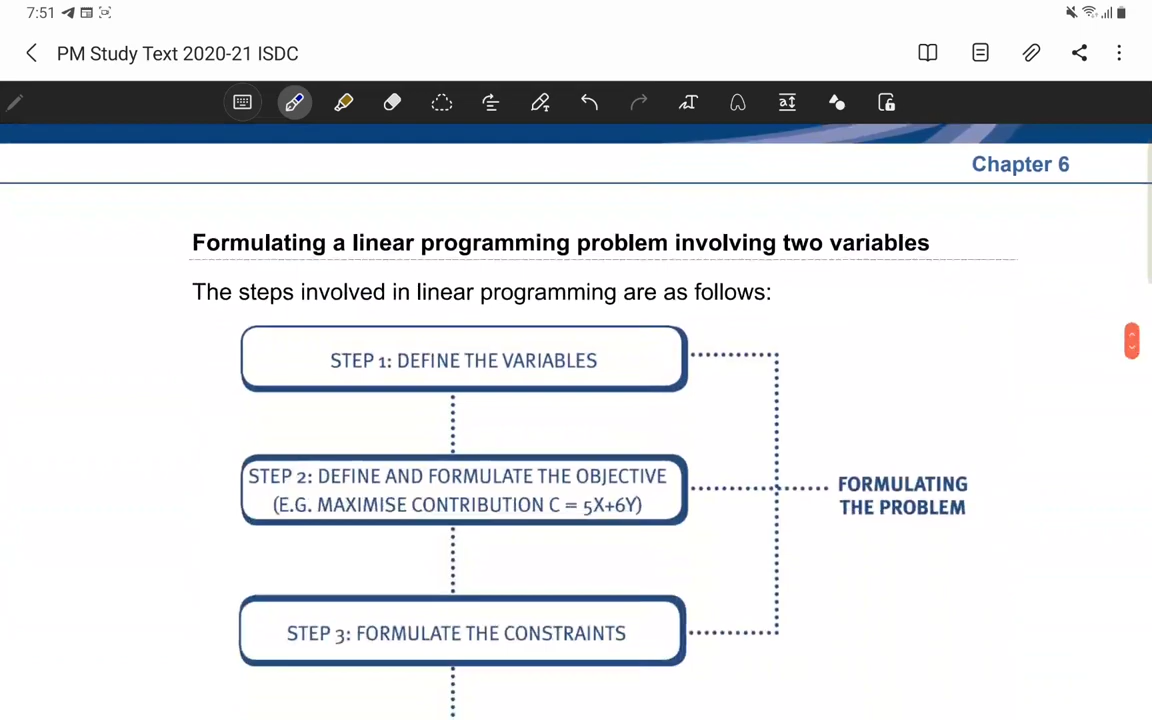 7:51
PM Study Text 2020-21 ISDC
Chapter 6
Formulating a linear programming problem involving two variables
The steps involved in linear programming are as follows:
STEP 1: DEFINE THE VARIABLES
STEP 2: DEFINE AND FORMULATE THE OBJECTIVE
(E.G. MAXIMISE CONTRIBUTION C = 5X+6Y)
FORMULATING
THE PROBLEM
STEP 3: FORMULATE THE CONSTRAINTS